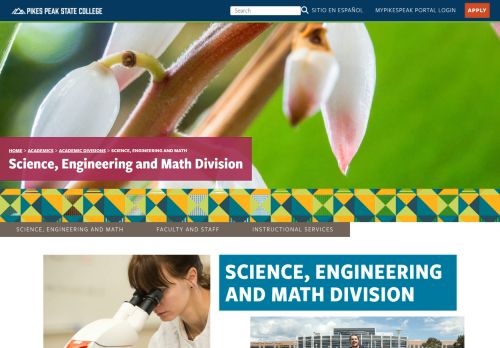 PIKES PEAK STATE COLLEGE
Search
SITIO EN ESPAÑOL
MYPIKESPEAK PORTAL LOGIN
APPLY
HOME > ACADEMICS > ACADEMIC DIVISIONS > SCIENCE, ENGINEERING AND MATH
Science, Engineering and Math Division
SCIENCE, ENGINEERING AND MATH
FACULTY AND STAFF
INSTRUCTIONAL SERVICES
SCIENCE, ENGINEERING
AND MATH DIVISION